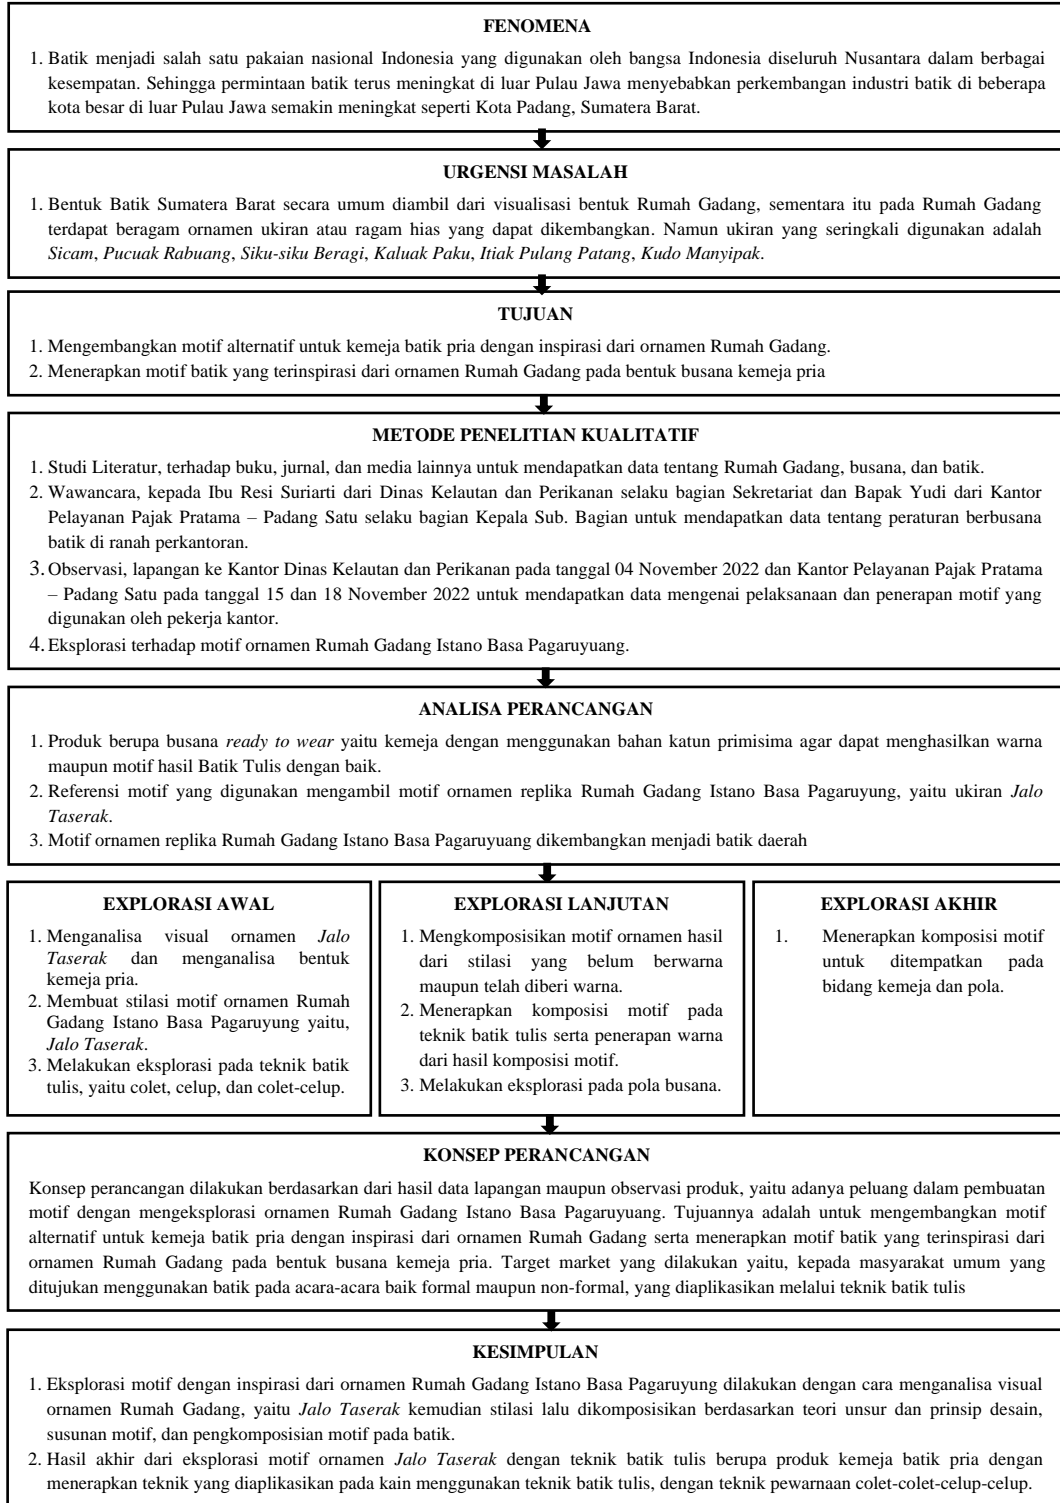 FENOMENA
1. Batik menjadi salah satu pakaian nasional Indonesia yang digunakan oleh bangsa Indonesia diseluruh Nusantara dalam berbagai
kesempatan. Sehingga permintaan batik terus meningkat di luar Pulau Jawa menyebabkan perkembangan industri batik di beberapa
kota besar di luar Pulau Jawa semakin meningkat seperti Kota Padang, Sumatera Barat.
URGENSI MASALAH
1. Bentuk Batik Sumatera Barat secara umum diambil dari visualisasi bentuk Rumah Gadang, sementara itu pada Rumah Gadang
terdapat beragam ornamen ukiran atau ragam hias yang dapat dikembangkan. Namun ukiran yang seringkali digunakan adalah
Sicam, Pucuak Rabuang, Siku-siku Beragi, Kaluak Paku, Itiak Pulang Patang, Kudo Manyipak.
TUJUAN
1. Mengembangkan motif alternatif untuk kemeja batik pria dengan inspirasi dari ornamen Rumah Gadang.
2. Menerapkan motif batik yang terinspirasi dari ornamen Rumah Gadang pada bentuk busana kemeja pria
METODE PENELITIAN KUALITATIF
1. Studi Literatur, terhadap buku, jurnal, dan media lainnya untuk mendapatkan data tentang Rumah Gadang, busana, dan batik.
2. Wawancara, kepada Ibu Resi Suriarti dari Dinas Kelautan dan Perikanan selaku bagian Sekretariat dan Bapak Yudi dari Kantor
Pelayanan Pajak Pratama – Padang Satu selaku bagian Kepala Sub. Bagian untuk mendapatkan data tentang peraturan berbusana
batik di ranah perkantoran.
3. Observasi, lapangan ke Kantor Dinas Kelautan dan Perikanan pada tanggal 04 November 2022 dan Kantor Pelayanan Pajak Pratama
– Padang Satu pada tanggal 15 dan 18 November 2022 untuk mendapatkan data mengenai pelaksanaan dan penerapan motif yang
digunakan oleh pekerja kantor.
4. Eksplorasi terhadap motif ornamen Rumah Gadang Istano Basa Pagaruyuang.
ANALISA PERANCANGAN
1. Produk berupa busana ready to wear yaitu kemeja dengan menggunakan bahan katun primisima agar dapat menghasilkan warna
maupun motif hasil Batik Tulis dengan baik.
2. Referensi motif yang digunakan mengambil motif ornamen replika Rumah Gadang Istano Basa Pagaruyung, yaitu ukiran Jalo
Taserak.
3. Motif ornamen replika Rumah Gadang Istano Basa Pagaruyuang dikembangkan menjadi batik daerah
EXPLORASI AWAL
1. Menganalisa visual ornamen Jalo
Taserak dan menganalisa bentuk
kemeja pria.
2. Membuat stilasi motif ornamen Rumah
Gadang Istano Basa Pagaruyung yaitu,
Jalo Taserak.
3. Melakukan eksplorasi pada teknik batik
tulis, yaitu colet, celup, dan colet-celup.
EXPLORASI LANJUTAN
1. Mengkomposisikan motif ornamen hasil
dari stilasi yang belum berwarna
maupun telah diberi warna.
2. Menerapkan komposisi motif pada
teknik batik tulis serta penerapan warna
dari hasil komposisi motif.
3. Melakukan eksplorasi pada pola busana.
EXPLORASI AKHIR
1. Menerapkan komposisi motif
untuk ditempatkan pada
bidang kemeja dan pola.
KONSEP PERANCANGAN
Konsep perancangan dilakukan berdasarkan dari hasil data lapangan maupun observasi produk, yaitu adanya peluang dalam pembuatan
motif dengan mengeksplorasi ornamen Rumah Gadang Istano Basa Pagaruyuang. Tujuannya adalah untuk mengembangkan motif
alternatif untuk kemeja batik pria dengan inspirasi dari ornamen Rumah Gadang serta menerapkan motif batik yang terinspirasi dari
ornamen Rumah Gadang pada bentuk busana kemeja pria. Target market yang dilakukan yaitu, kepada masyarakat umum yang
ditujukan menggunakan batik pada acara-acara baik formal maupun non-formal, yang diaplikasikan melalui teknik batik tulis
KESIMPULAN
1. Eksplorasi motif dengan inspirasi dari ornamen Rumah Gadang Istano Basa Pagaruyung dilakukan dengan cara menganalisa visual
ornamen Rumah Gadang, yaitu Jalo Taserak kemudian stilasi lalu dikomposisikan berdasarkan teori unsur dan prinsip desain,
susunan motif, dan pengkomposisian motif pada batik.
2. Hasil akhir dari eksplorasi motif ornamen Jalo Taserak dengan teknik batik tulis berupa produk kemeja batik pria dengan
menerapkan teknik yang diaplikasikan pada kain menggunakan teknik batik tulis, dengan teknik pewarnaan colet-colet-celup-celup.